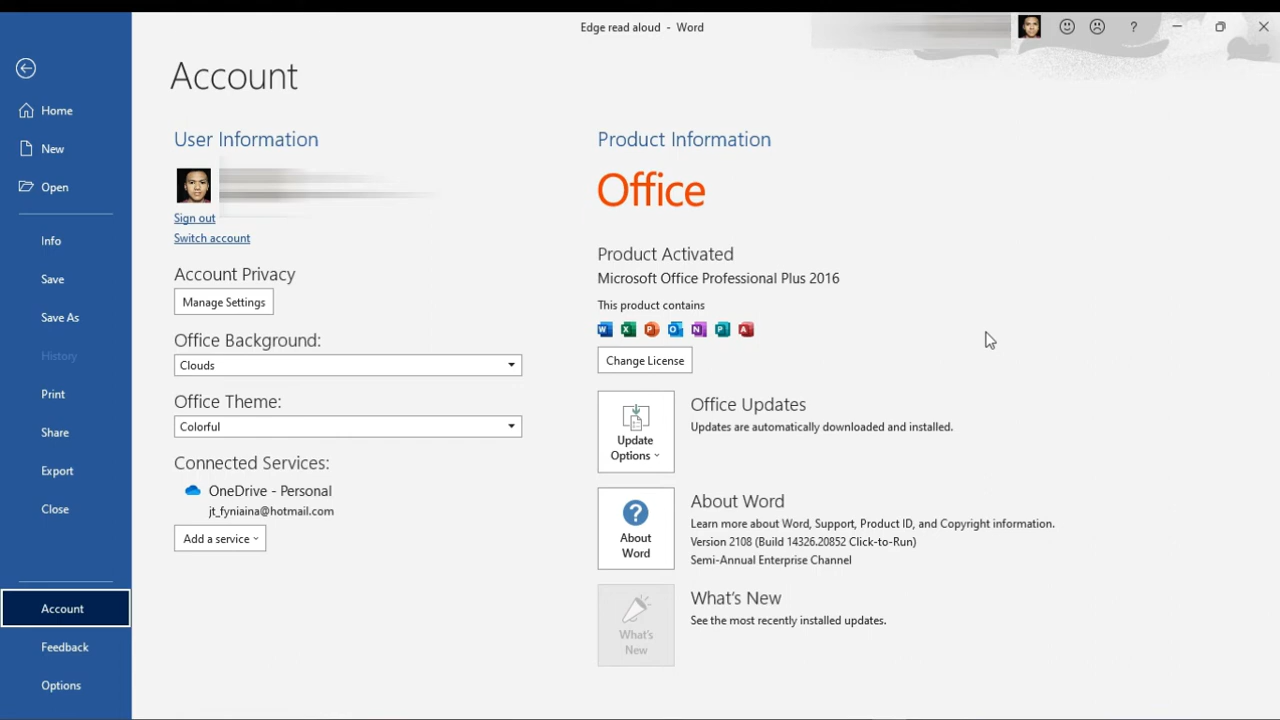 Edge read aloud - Word
?
Account
Home
New
Open
Info
Save
Save As
History
Print
Share
Export
Close
Account
Feedback
Options
User Information
Sign out
Switch account
Account Privacy
Manage Settings
Office Background:
Clouds
Office Theme:
Colorful
Connected Services:
OneDrive - Personal
jt_fyniaina@hotmail.com
Add a service
Product Information
Office
Product Activated
Microsoft Office Professional Plus 2016
This product contains
W X P O N P A
Change License
Update
Options
Office Updates
Updates are automatically downloaded and installed.
?
About
Word
About Word
Learn more about Word, Support, Product ID, and Copyright information.
Version 2108 (Build 14326.20852 Click-to-Run)
Semi-Annual Enterprise Channel
What's
New
What's New
See the most recently installed updates.